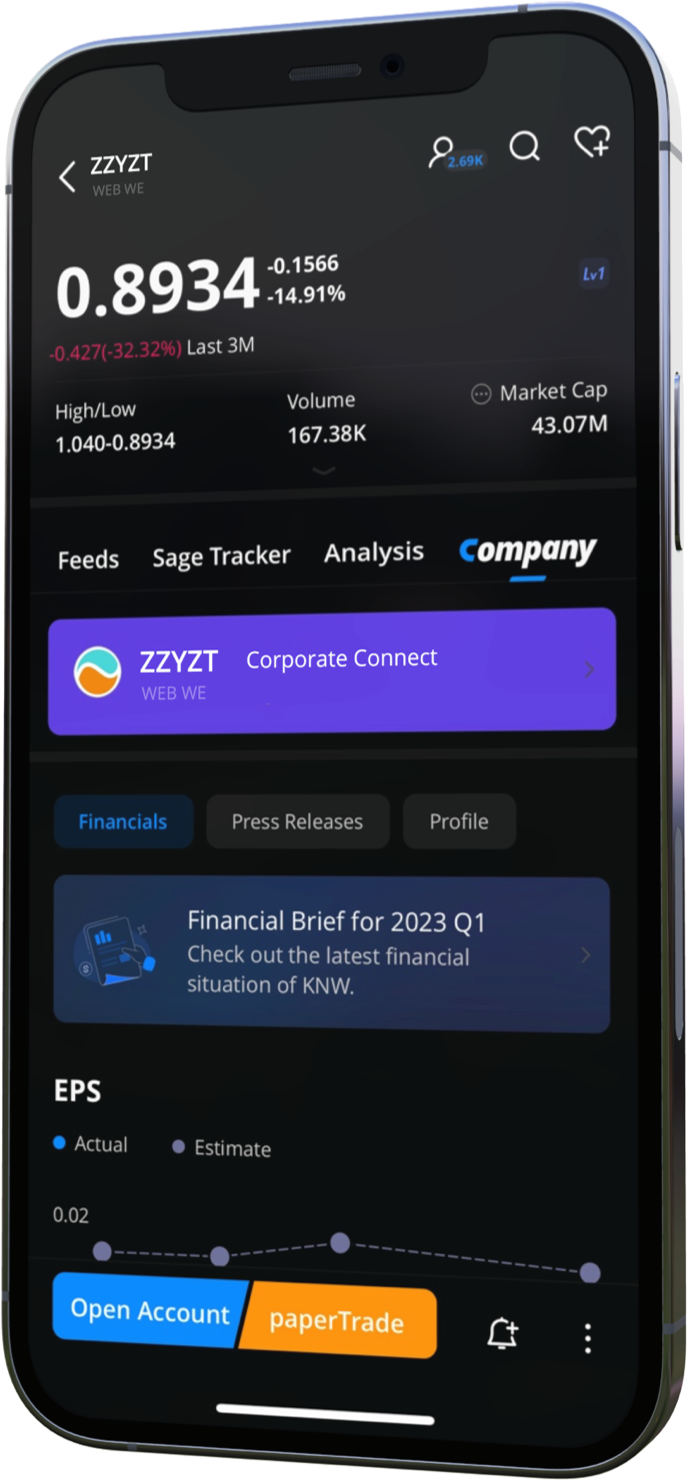 ZZYZT
WEB WE
2.69K
0.8934
-0.1566
-14.91%
Lv1
-0.427(-32.32%) Last 3M
High/Low
1.040-0.8934
Volume
167.38K
Market Cap
43.07M
Feeds Sage Tracker Analysis Company
ZZYZT Corporate Connect
WEB WE
Financials Press Releases Profile
Financial Brief for 2023 Q1
Check out the latest financial
situation of KNW.
EPS
Actual Estimate
0.02
Open Account paperTrade